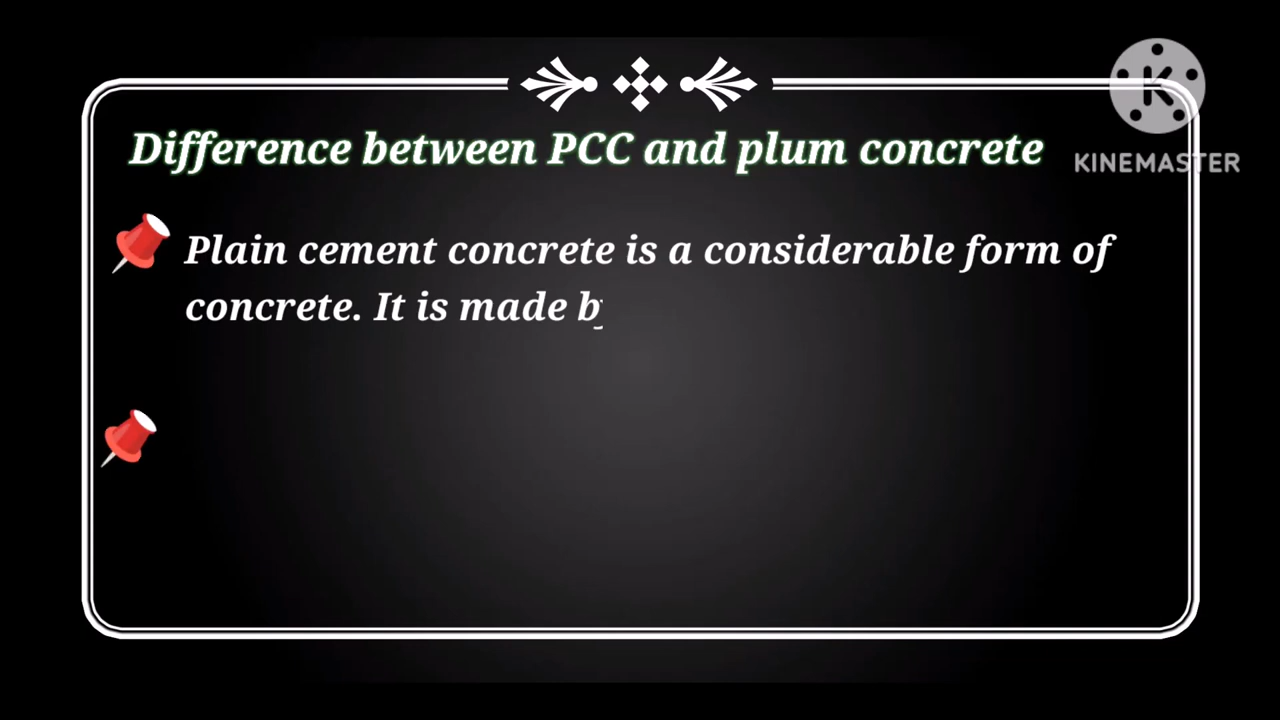 Difference between PCC and plum concrete
KINEMASTER
Plain cement concrete is a considerable form of
concrete. It is made